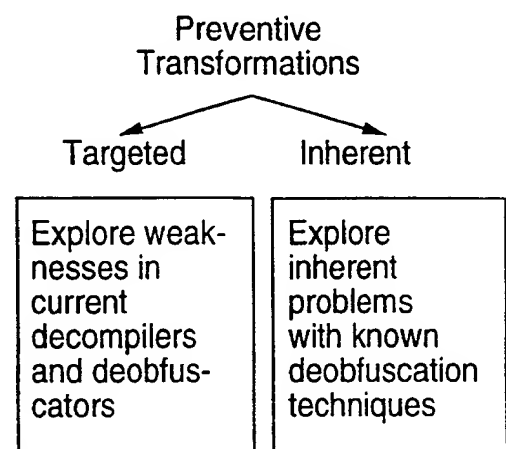 Preventive
Transformations
Targeted
Inherent
Explore weak-
nesses in
current
decompilers
and deobfus-
cators
Explore
inherent
problems
with known
deobfuscation
techniques